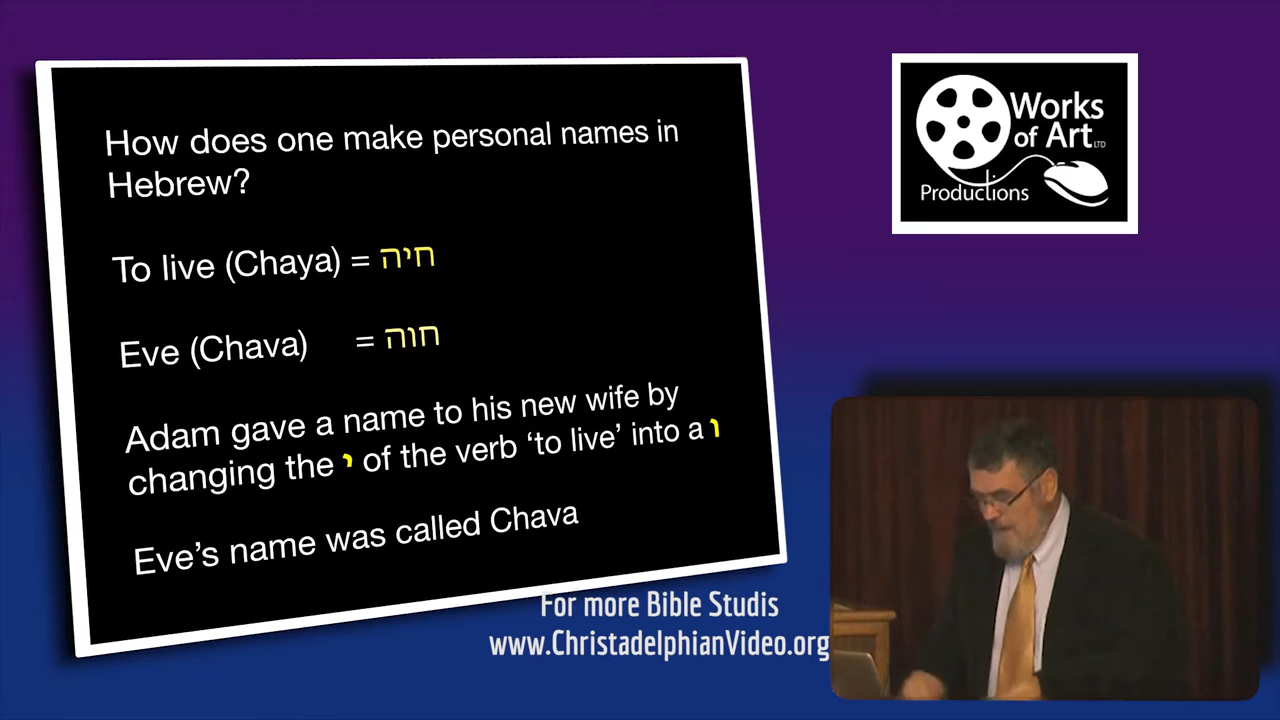 How does one make personal names in
Hebrew?
To live (Chaya) = חיה
Eve (Chava) = חוה
Adam gave a name to his new wife by
changing the י of the verb ‘to live’ into a ו
Eve’s name was called Chava
Works
of Art LTD
Productions
For more Bible Studis
www.ChristadelphianVideo.org